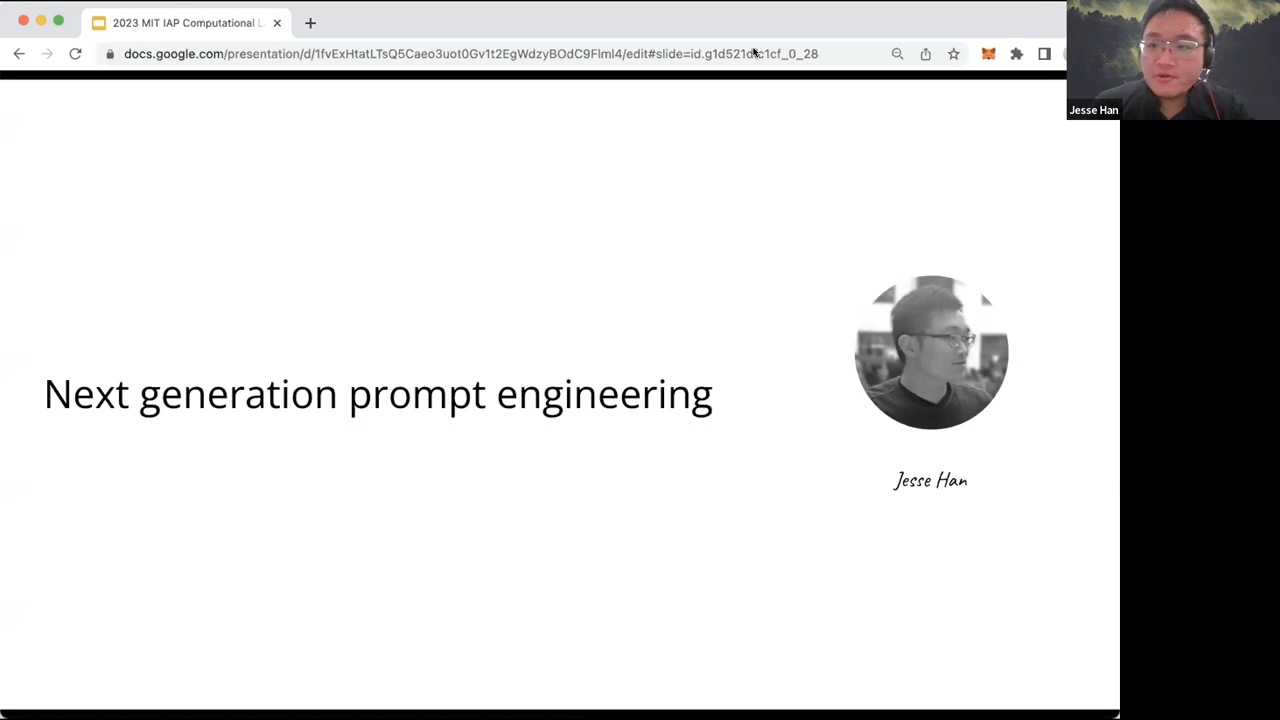 2023 MIT IAP Computational L
docs.google.com/presentation/d/1fvExHtatLTsQ5Caeo3uot0Gv1t2EgWdzyBOdC9Flml4/edit#slide=id.g1d521dc1cf_0_28
Jesse Han
Next generation prompt engineering
Jesse Han